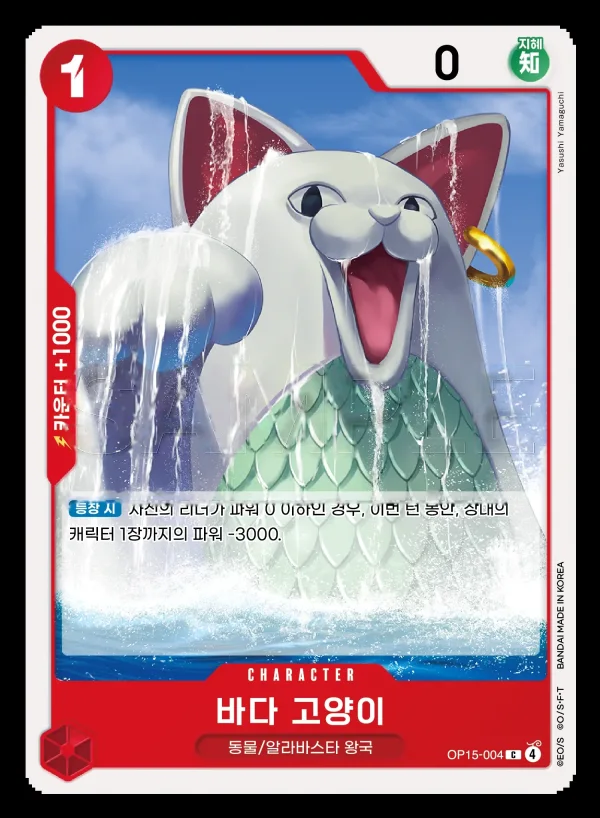 1
0
지혜
知
Yasushi Yamaguchi
카운터 +1000
SAMPLE
등장 시 자신의 리더가 파워 0 이하인 경우, 이번 턴 동안, 상대의
캐릭터 1장까지의 파워 -3000.
CHARACTER
바다 고양이
동물/알라바스타 왕국
OP15-004 C 4
©EO/S ©O/S·F·T BANDAI MADE IN KOREA